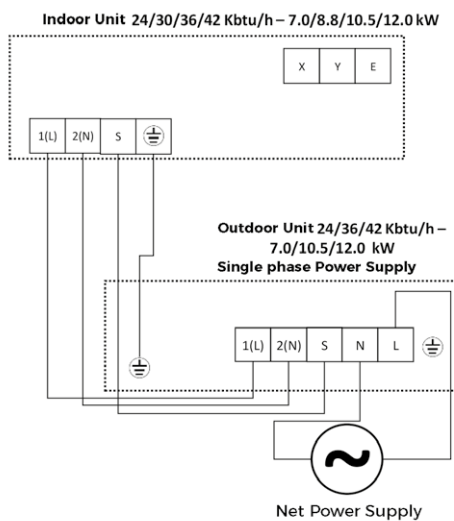 Indoor Unit 24/30/36/42 Kbtu/h – 7.0/8.8/10.5/12.0 kW
X Y E
1(L) 2(N) S
Outdoor Unit 24/36/42 Kbtu/h –
7.0/10.5/12.0 kW
Single phase Power Supply
1(L) 2(N) S N L
Net Power Supply